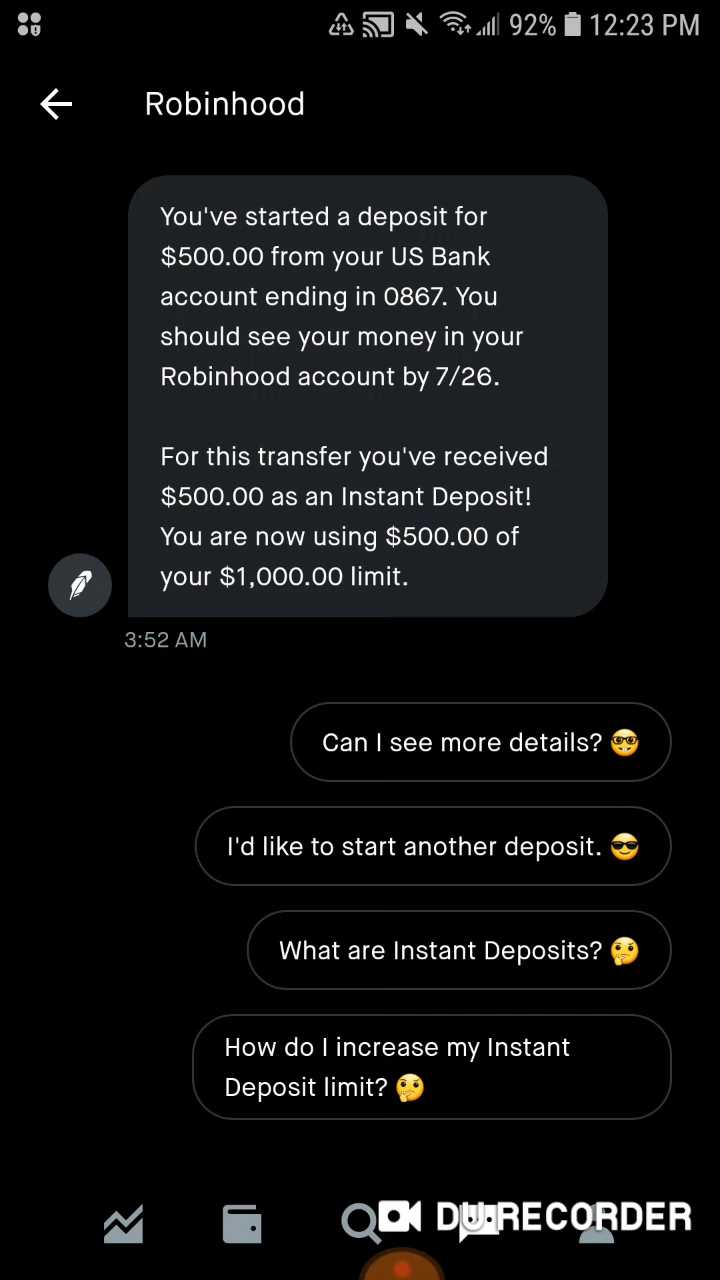 92% 12:23 PM
Robinhood
You've started a deposit for
$500.00 from your US Bank
account ending in 0867. You
should see your money in your
Robinhood account by 7/26.
For this transfer you've received
$500.00 as an Instant Deposit!
You are now using $500.00 of
your $1,000.00 limit.
3:52 AM
Can I see more details? 🤓
I'd like to start another deposit. 😎
What are Instant Deposits? 🤔
How do I increase my Instant
Deposit limit? 🤔
DU RECORDER